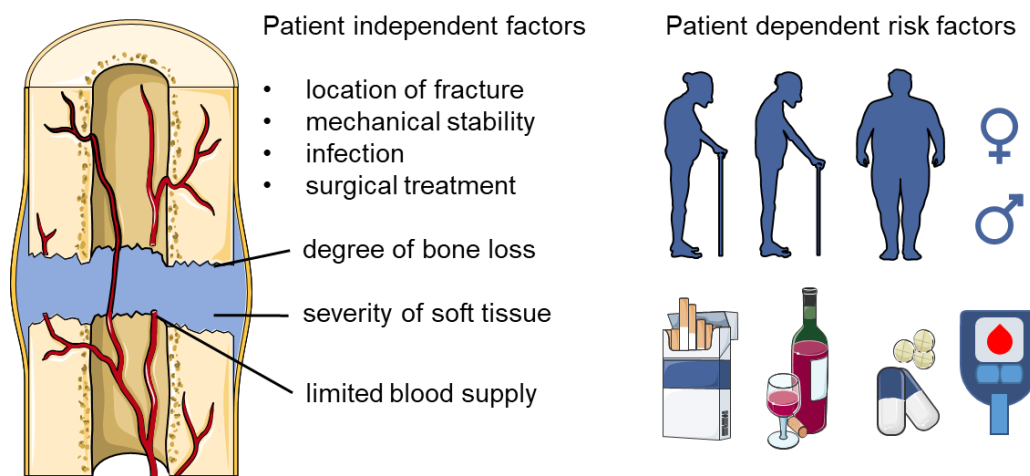 Patient independent factors
• location of fracture
• mechanical stability
• infection
• surgical treatment
degree of bone loss
severity of soft tissue
limited blood supply
Patient dependent risk factors